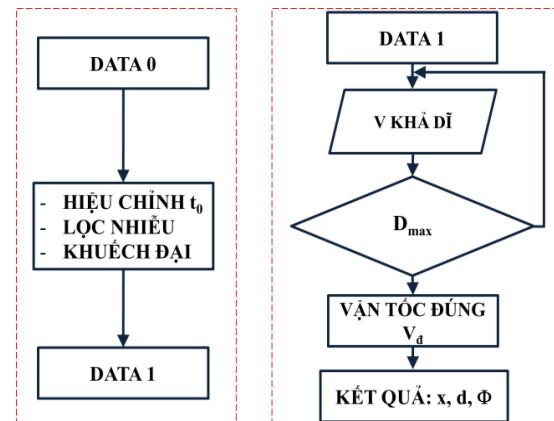 DATA 0
- HIỆU CHỈNH t₀
- LỌC NHIỄU
- KHUẾCH ĐẠI
DATA 1
DATA 1
V KHẢ DĨ
Dmax
VẬN TỐC ĐÚNG
Vđ
KẾT QUẢ: x, d, Φ